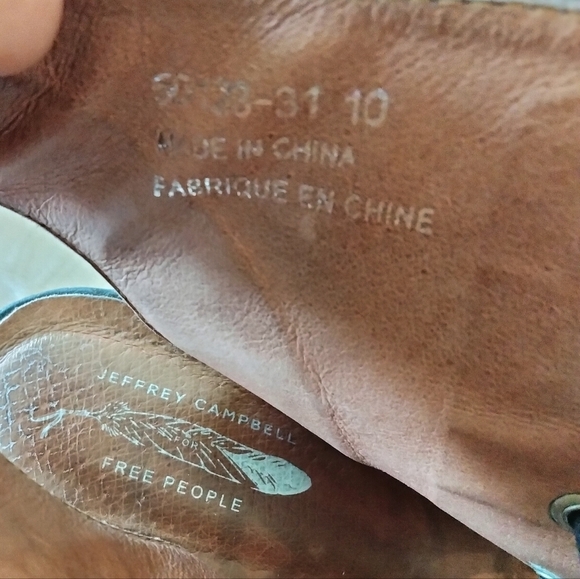 10
MADE IN CHINA
FABRIQUE EN CHINE
JEFFREY CAMPBELL
FOR
FREE PEOPLE